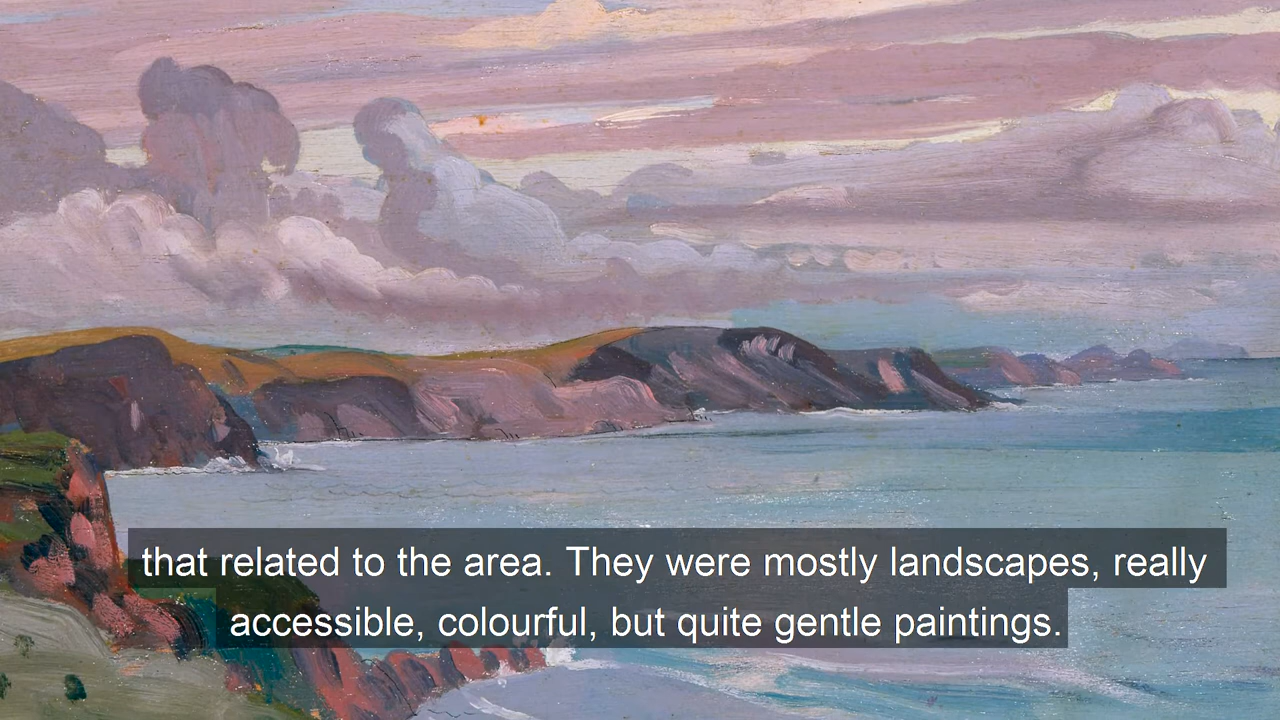 that related to the area. They were mostly landscapes, really
accessible, colourful, but quite gentle paintings.